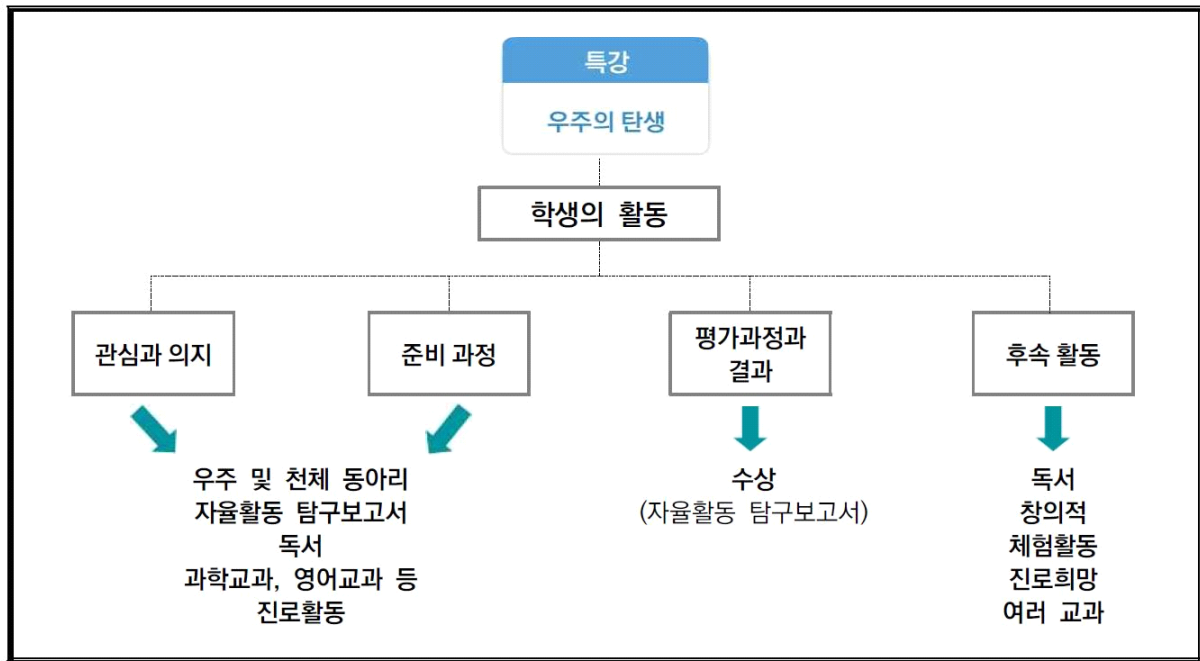 특강
우주의 탄생
학생의 활동
관심과 의지
준비 과정
평가과정과
결과
후속 활동
우주 및 천체 동아리
자율활동 탐구보고서
독서
과학교과, 영어교과 등
진로활동
수상
(자율활동 탐구보고서)
독서
창의적
체험활동
진로희망
여러 교과